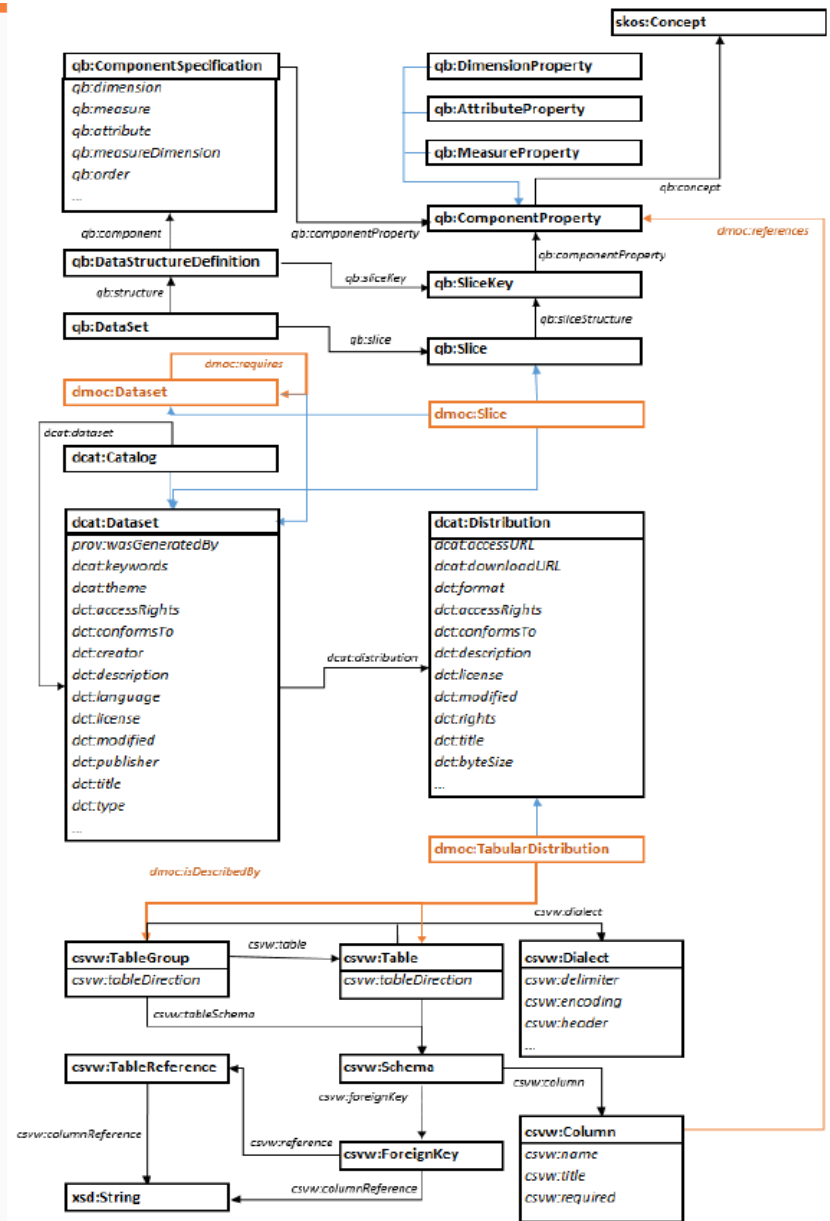 skos:Concept
qb:ComponentSpecification
qb:dimension
qb:measure
qb:attribute
qb:measureDimension
qb:order
...
qb:DimensionProperty
qb:AttributeProperty
qb:MeasureProperty
qb:concept
qb:component
qb:componentProperty
qb:ComponentProperty
dmoc:references
qb:DataStructureDefinition
qb:sliceKey
qb:componentProperty
qb:SliceKey
qb:structure
qb:sliceStructure
qb:DataSet
qb:slice
qb:Slice
dmoc:requires
dmoc:Dataset
dmoc:Slice
dcat:dataset
dcat:Catalog
dcat:Dataset
prov:wasGeneratedBy
dcat:keywords
dcat:theme
dct:accessRights
dct:conformsTo
dct:creator
dct:description
dct:language
dct:license
dct:modified
dct:publisher
dct:title
dct:type
...
dcat:distribution
dcat:Distribution
dcat:accessURL
dcat:downloadURL
dct:format
dct:accessRights
dct:conformsTo
dct:description
dct:license
dct:modified
dct:rights
dct:title
dct:byteSize
...
dmoc:TabularDistribution
dmoc:isDescribedBy
csvw:dialect
csvw:TableGroup
csvw:tableDirection
csvw:table
csvw:Table
csvw:tableDirection
csvw:Dialect
csvw:delimiter
csvw:encoding
csvw:header
...
csvw:tableSchema
csvw:TableReference
csvw:Schema
csvw:column
csvw:foreignKey
csvw:columnReference
csvw:reference
csvw:ForeignKey
csvw:Column
csvw:name
csvw:title
csvw:required
csvw:columnReference
xsd:String